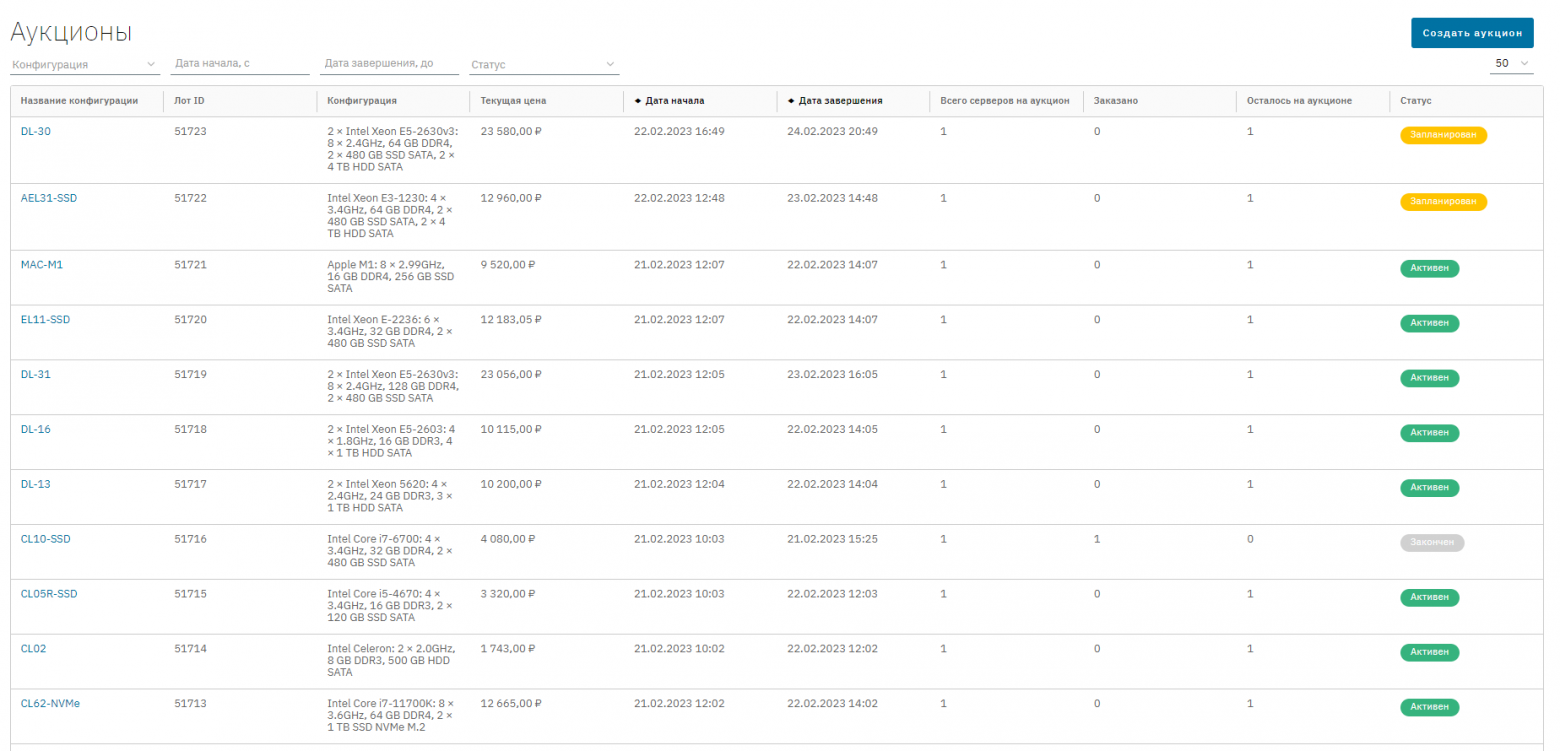 Аукционы
Создать аукцион
Конфигурация
Дата начала, с
Дата завершения, до
Статус
50
Название конфигурации Лот ID Конфигурация Текущая цена Дата начала Дата завершения Всего серверов на аукцион Заказано Осталось на аукционе Статус
DL-30 51723 2 × Intel Xeon E5-2630v3: 23 580,00 ₽ 22.02.2023 16:49 24.02.2023 20:49 1 0 1 Запланирован
8 × 2.4GHz, 64 GB DDR4,
2 × 480 GB SSD SATA, 2 ×
4 TB HDD SATA
AEL31-SSD 51722 Intel Xeon E3-1230: 4 × 12 960,00 ₽ 22.02.2023 12:48 23.02.2023 14:48 1 0 1 Запланирован
3.4GHz, 64 GB DDR4, 2 ×
480 GB SSD SATA, 2 × 4
TB HDD SATA
MAC-M1 51721 Apple M1: 8 × 2.99GHz, 9 520,00 ₽ 21.02.2023 12:07 22.02.2023 14:07 1 0 1 Активен
16 GB DDR4, 256 GB SSD
SATA
EL11-SSD 51720 Intel Xeon E-2236: 6 × 12 183,05 ₽ 21.02.2023 12:07 22.02.2023 14:07 1 0 1 Активен
3.4GHz, 32 GB DDR4, 2 ×
480 GB SSD SATA
DL-31 51719 2 × Intel Xeon E5-2630v3: 23 056,00 ₽ 21.02.2023 12:05 23.02.2023 16:05 1 0 1 Активен
8 × 2.4GHz, 128 GB DDR4,
2 × 480 GB SSD SATA
DL-16 51718 2 × Intel Xeon E5-2603: 4 10 115,00 ₽ 21.02.2023 12:05 22.02.2023 14:05 1 0 1 Активен
× 1.8GHz, 16 GB DDR3, 4
× 1 TB HDD SATA
DL-13 51717 2 × Intel Xeon 5620: 4 × 10 200,00 ₽ 21.02.2023 12:04 22.02.2023 14:04 1 0 1 Активен
2.4GHz, 24 GB DDR3, 3 ×
1 TB HDD SATA
CL10-SSD 51716 Intel Core i7-6700: 4 × 4 080,00 ₽ 21.02.2023 10:03 21.02.2023 15:25 1 1 0 Закончен
3.4GHz, 32 GB DDR4, 2 ×
480 GB SSD SATA
CL05R-SSD 51715 Intel Core i5-4670: 4 × 3 320,00 ₽ 21.02.2023 10:03 22.02.2023 12:03 1 0 1 Активен
3.4GHz, 16 GB DDR3, 2 ×
120 GB SSD SATA
CL02 51714 Intel Celeron: 2 × 2.0GHz, 1 743,00 ₽ 21.02.2023 10:02 22.02.2023 12:02 1 0 1 Активен
8 GB DDR3, 500 GB HDD
SATA
CL62-NVMe 51713 Intel Core i7-11700K: 8 × 12 665,00 ₽ 21.02.2023 12:02 22.02.2023 14:02 1 0 1 Активен
3.6GHz, 64 GB DDR4, 2 ×
1 TB SSD NVMe M.2